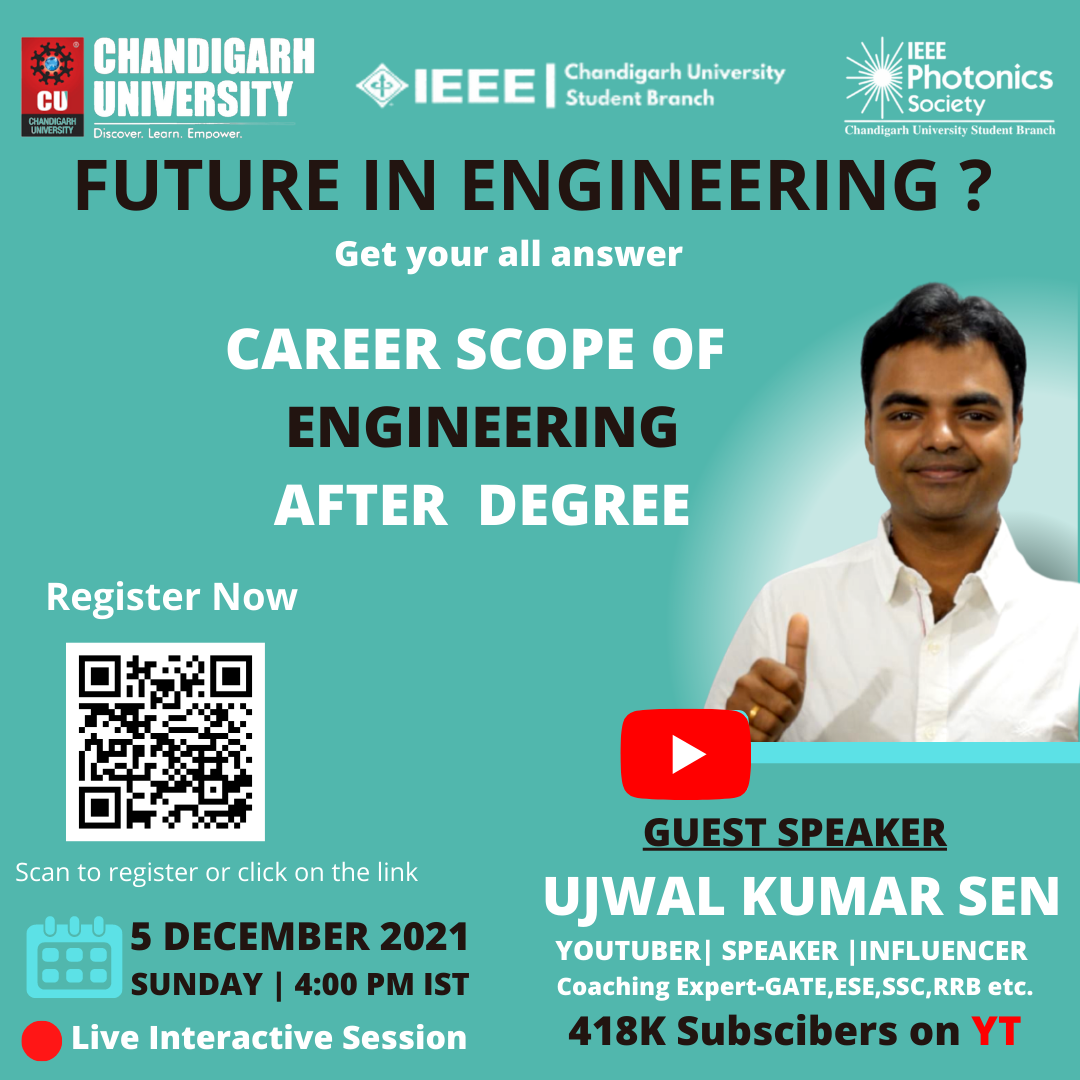 CHANDIGARH
UNIVERSITY
Discover. Learn. Empower.
CU
CHANDIGARH
UNIVERSITY
IEEE
Chandigarh University
Student Branch
IEEE
Photonics
Society
Chandigarh University Student Branch
FUTURE IN ENGINEERING ?
Get your all answer
CAREER SCOPE OF
ENGINEERING
AFTER DEGREE
Register Now
Scan to register or click on the link
5 DECEMBER 2021
SUNDAY | 4:00 PM IST
Live Interactive Session
GUEST SPEAKER
UJWAL KUMAR SEN
YOUTUBER| SPEAKER |INFLUENCER
Coaching Expert-GATE,ESE,SSC,RRB etc.
418K Subscibers on YT